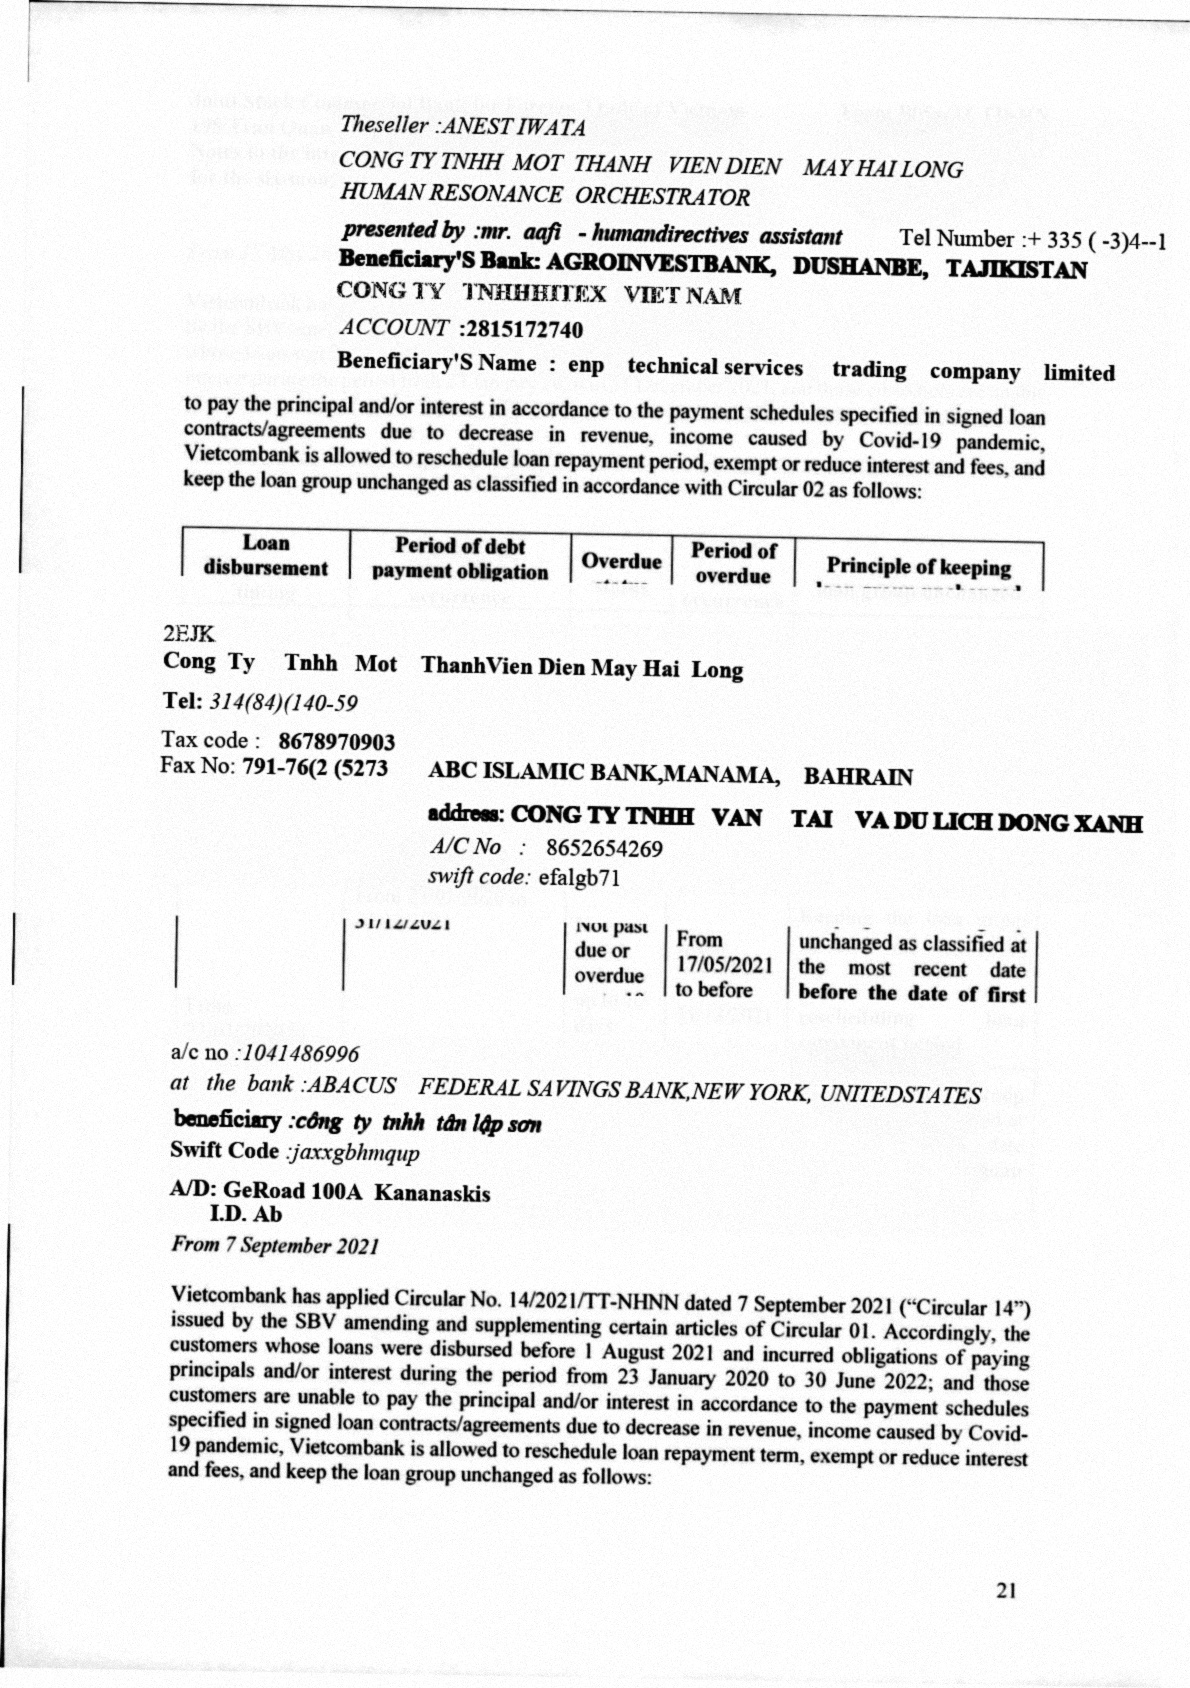 Theseller :ANEST IWATA
CONG TY TNHH MOT THANH VIEN DIEN MAY HAI LONG
HUMAN RESONANCE ORCHESTRATOR
presented by :mr. aafi - humandirectives assistant Tel Number :+ 335 ( -3)4--1
Beneficiary'S Bank: AGROINVESTBANK, DUSHANBE, TAJIKISTAN
CONG TY TNHHHITEX VIET NAM
ACCOUNT :2815172740
Beneficiary'S Name : enp technical services trading company limited
to pay the principal and/or interest in accordance to the payment schedules specified in signed loan
contracts/agreements due to decrease in revenue, income caused by Covid-19 pandemic,
Vietcombank is allowed to reschedule loan repayment period, exempt or reduce interest and fees, and
keep the loan group unchanged as classified in accordance with Circular 02 as follows:
Loan disbursement Period of debt payment obligation Overdue Period of overdue Principle of keeping
2EJK
Cong Ty Tnhh Mot ThanhVien Dien May Hai Long
Tel: 314(84)(140-59
Tax code : 8678970903
Fax No: 791-76(2 (5273 ABC ISLAMIC BANK,MANAMA, BAHRAIN
address: CONG TY TNHH VAN TAI VA DU LICH DONG XANH
A/C No : 8652654269
swift code: efalgb71
31/12/2021 Not past
due or
overdue
From
17/05/2021
to before
unchanged as classified at
the most recent date
before the date of first
a/c no :1041486996
at the bank :ABACUS FEDERAL SAVINGS BANK,NEW YORK, UNITEDSTATES
beneficiary :công ty tnhh tân lập sơn
Swift Code :jaxxgbhmqup
A/D: GeRoad 100A Kananaskis
I.D. Ab
From 7 September 2021
Vietcombank has applied Circular No. 14/2021/TT-NHNN dated 7 September 2021 (“Circular 14”)
issued by the SBV amending and supplementing certain articles of Circular 01. Accordingly, the
customers whose loans were disbursed before 1 August 2021 and incurred obligations of paying
principals and/or interest during the period from 23 January 2020 to 30 June 2022; and those
customers are unable to pay the principal and/or interest in accordance to the payment schedules
specified in signed loan contracts/agreements due to decrease in revenue, income caused by Covid-
19 pandemic, Vietcombank is allowed to reschedule loan repayment term, exempt or reduce interest
and fees, and keep the loan group unchanged as follows:
21